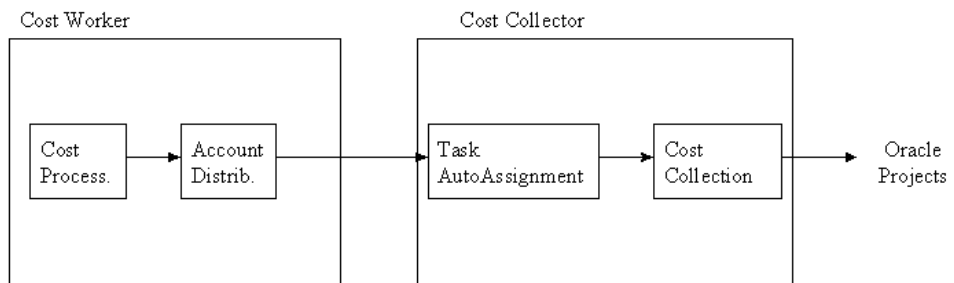 Cost Worker
Cost Collector
Cost
Process.
Account
Distrib.
Task
AutoAssignment
Cost
Collection
Oracle
Projects